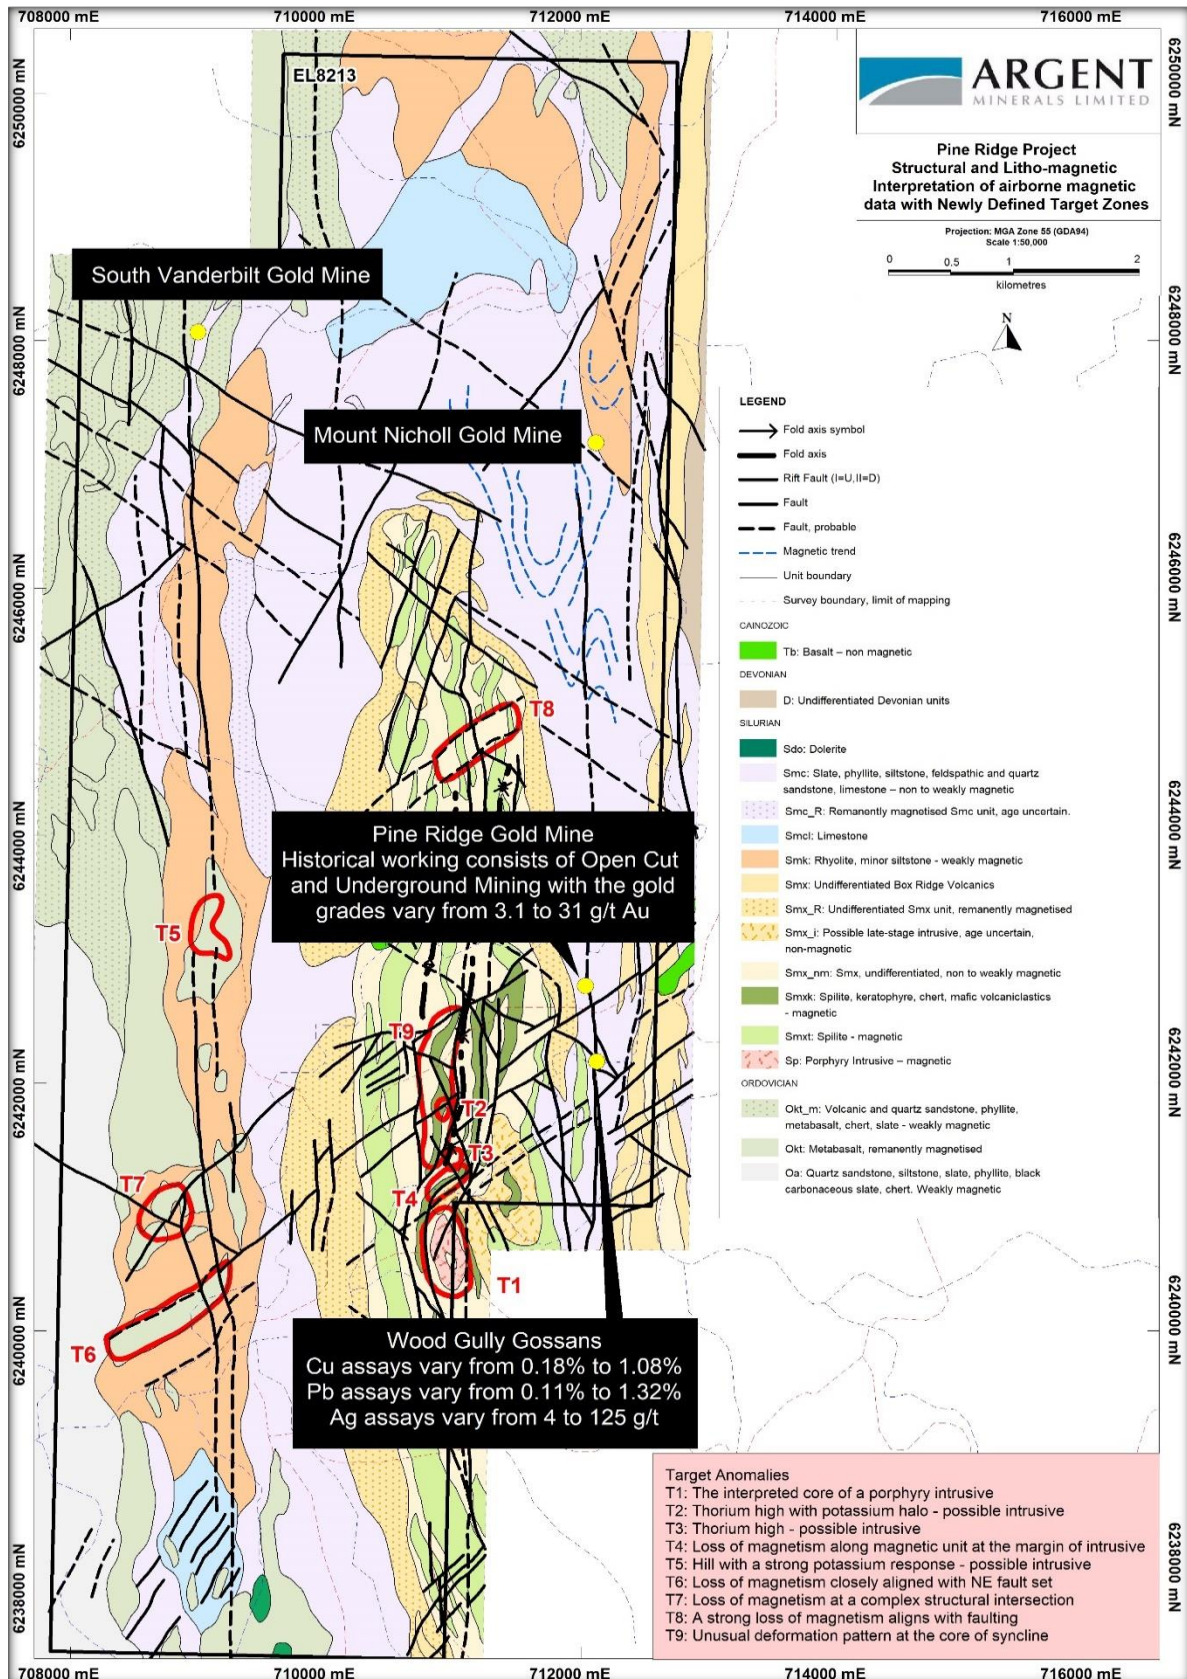 708000 mE 710000 mE 712000 mE 714000 mE 716000 mE
6250000 mN
6248000 mN
6246000 mN
6244000 mN
6242000 mN
6240000 mN
6238000 mN
EL8213
ARGENT
MINERALS LIMITED
Pine Ridge Project
Structural and Litho-magnetic
Interpretation of airborne magnetic
data with Newly Defined Target Zones
Projection: MGA Zone 55 (GDA94)
Scale 1:50,000
0 0.5 1 2
kilometres
N
South Vanderbilt Gold Mine
Mount Nicholl Gold Mine
T8
Pine Ridge Gold Mine
Historical working consists of Open Cut
and Underground Mining with the gold
grades vary from 3.1 to 31 g/t Au
T5
T9
T2
T3
T7
T4
T1
T6
Wood Gully Gossans
Cu assays vary from 0.18% to 1.08%
Pb assays vary from 0.11% to 1.32%
Ag assays vary from 4 to 125 g/t
LEGEND
Fold axis symbol
Fold axis
Rift Fault (I=U,II=D)
Fault
Fault, probable
Magnetic trend
Unit boundary
Survey boundary, limit of mapping
CAINOZOIC
Tb: Basalt – non magnetic
DEVONIAN
D: Undifferentiated Devonian units
SILURIAN
Sdo: Dolerite
Smc: Slate, phyllite, siltstone, feldspathic and quartz
sandstone, limestone – non to weakly magnetic
Smc_R: Remanently magnetised Smc unit, age uncertain.
Smcl: Limestone
Smk: Rhyolite, minor siltstone - weakly magnetic
Smx: Undifferentiated Box Ridge Volcanics
Smx_R: Undifferentiated Smx unit, remanently magnetised
Smx_i: Possible late-stage intrusive, age uncertain,
non-magnetic
Smx_nm: Smx, undifferentiated, non to weakly magnetic
Smxk: Spilite, keratophyre, chert, mafic volcaniclastics
- magnetic
Smxt: Spilite - magnetic
Sp: Porphyry Intrusive – magnetic
ORDOVICIAN
Okt_m: Volcanic and quartz sandstone, phyllite,
metabasalt, chert, slate - weakly magnetic
Okt: Metabasalt, remanently magnetised
Oa: Quartz sandstone, siltstone, slate, phyllite, black
carbonaceous slate, chert. Weakly magnetic
Target Anomalies
T1: The interpreted core of a porphyry intrusive
T2: Thorium high with potassium halo - possible intrusive
T3: Thorium high - possible intrusive
T4: Loss of magnetism along magnetic unit at the margin of intrusive
T5: Hill with a strong potassium response - possible intrusive
T6: Loss of magnetism closely aligned with NE fault set
T7: Loss of magnetism at a complex structural intersection
T8: A strong loss of magnetism aligns with faulting
T9: Unusual deformation pattern at the core of syncline
6250000 mN
6248000 mN
6246000 mN
6244000 mN
6242000 mN
6240000 mN
6238000 mN
708000 mE 710000 mE 712000 mE 714000 mE 716000 mE